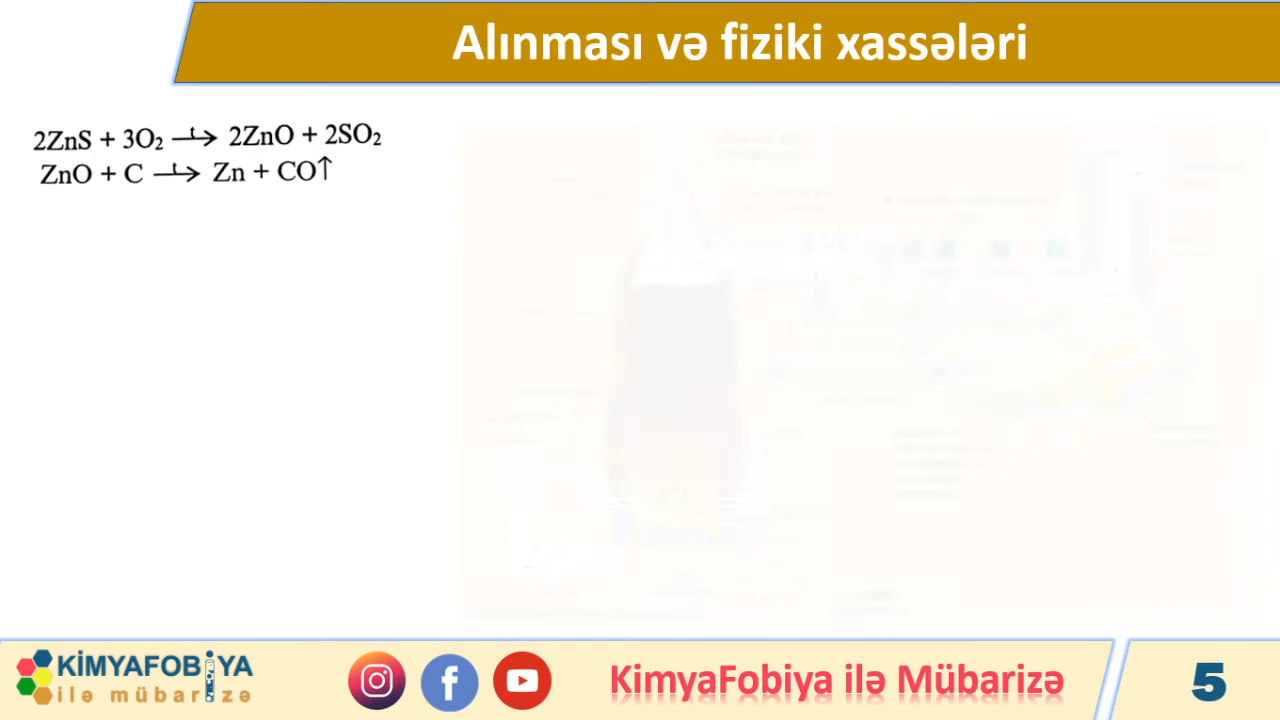 Alınması və fiziki xassələri
2ZnS + 3O₂ →t 2ZnO + 2SO₂
ZnO + C →t Zn + CO↑
KİMYAFOBİYA
ilə mübarizə
KimyaFobiya ilə Mübarizə
5